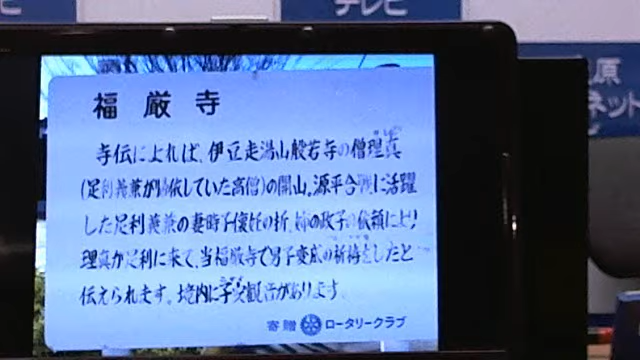 テレビ
原
ネット
福厳寺
寺伝によれば、伊豆走湯山般若寺の僧理真
(足利義兼が帰依していた高僧)の開山。源平合戦に活躍
した足利義兼の妻時子懐妊の折、姉の政子の依頼により
理真が足利に来て、当福厳寺で男子変成の祈祷をしたと
伝えられます。境内に子安観音があります。
寄贈 ロータリークラブ